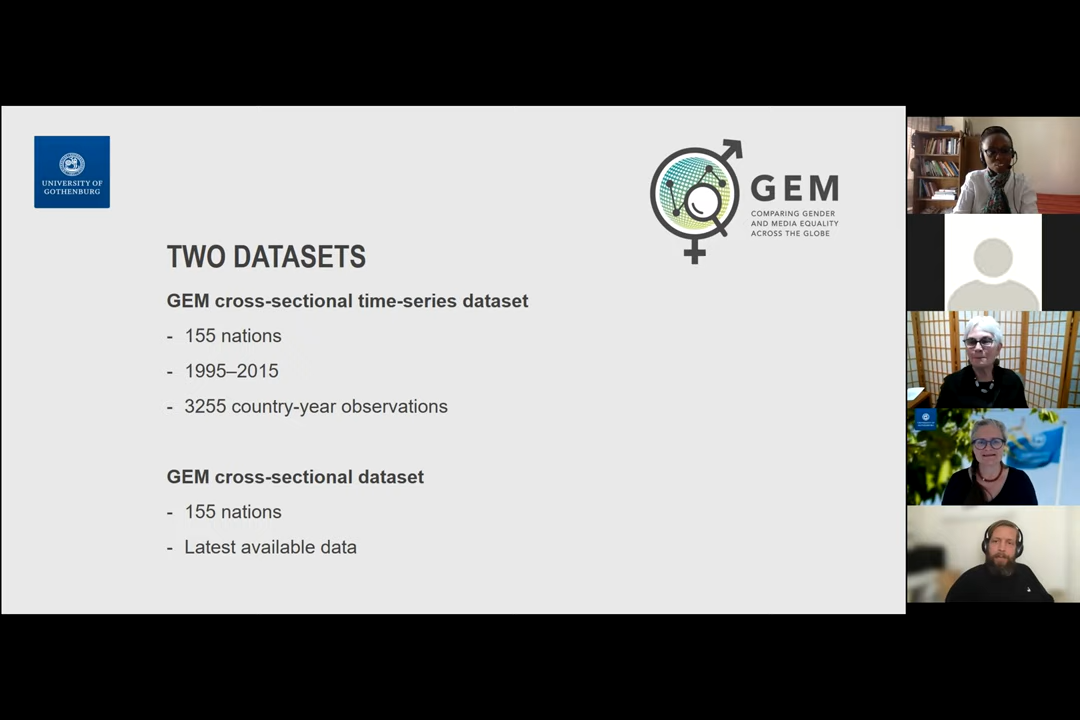 UNIVERSITY OF
GOTHENBURG
GEM
COMPARING GENDER
AND MEDIA EQUALITY
ACROSS THE GLOBE
TWO DATASETS
GEM cross-sectional time-series dataset
- 155 nations
- 1995–2015
- 3255 country-year observations
GEM cross-sectional dataset
- 155 nations
- Latest available data